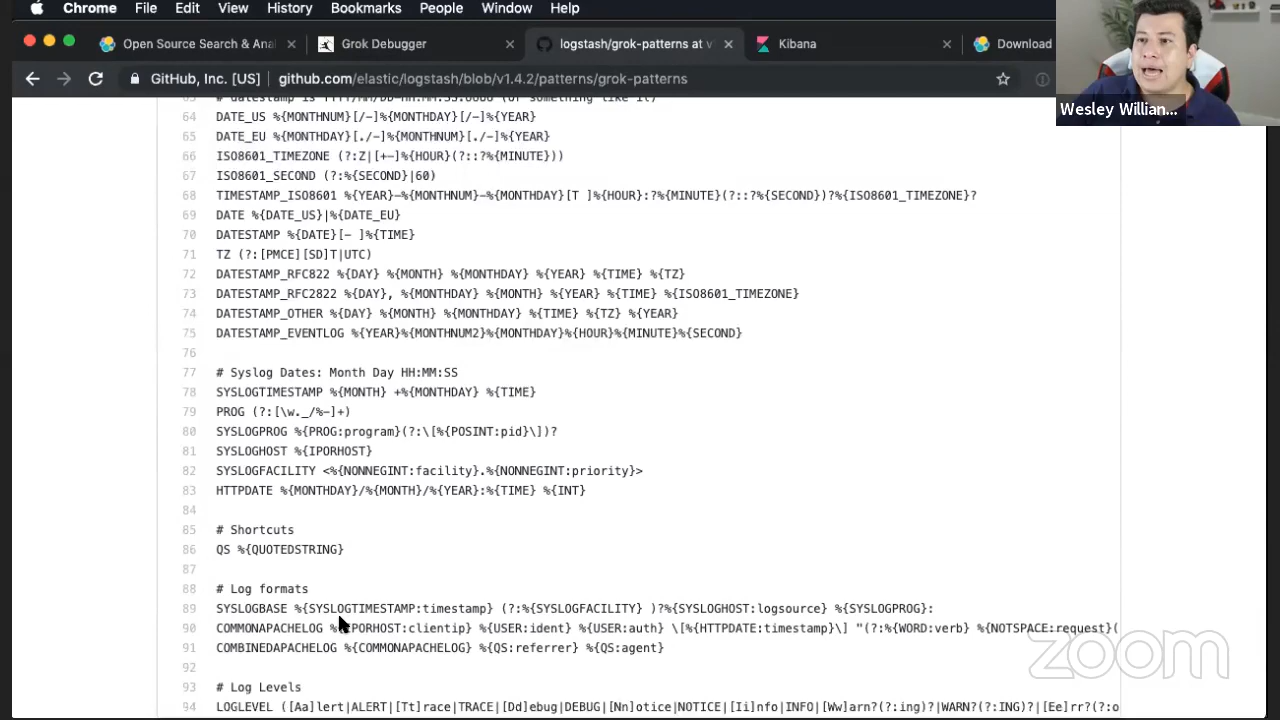 Chrome File Edit View History Bookmarks People Window Help
Open Source Search & Ana
Grok Debugger
logstash/grok-patterns at v
Kibana
Download
GitHub, Inc. [US] | github.com/elastic/logstash/blob/v1.4.2/patterns/grok-patterns
Wesley Willian...
64 DATE_US %{MONTHNUM}[/-]%{MONTHDAY}[/-]%{YEAR}
65 DATE_EU %{MONTHDAY}[./-]%{MONTHNUM}[./-]%{YEAR}
66 ISO8601_TIMEZONE (?:Z|[+-]%{HOUR}(?::?%{MINUTE}))
67 ISO8601_SECOND (?:%{SECOND}|60)
68 TIMESTAMP_ISO8601 %{YEAR}-%{MONTHNUM}-%{MONTHDAY}[T ]%{HOUR}:?%{MINUTE}(?::?%{SECOND})?%{ISO8601_TIMEZONE}?
69 DATE %{DATE_US}|%{DATE_EU}
70 DATESTAMP %{DATE}[- ]%{TIME}
71 TZ (?:[PMCE][SD]T|UTC)
72 DATESTAMP_RFC822 %{DAY} %{MONTH} %{MONTHDAY} %{YEAR} %{TIME} %{TZ}
73 DATESTAMP_RFC2822 %{DAY}, %{MONTHDAY} %{MONTH} %{YEAR} %{TIME} %{ISO8601_TIMEZONE}
74 DATESTAMP_OTHER %{DAY} %{MONTH} %{MONTHDAY} %{TIME} %{TZ} %{YEAR}
75 DATESTAMP_EVENTLOG %{YEAR}%{MONTHNUM2}%{MONTHDAY}%{HOUR}%{MINUTE}%{SECOND}
76
77 # Syslog Dates: Month Day HH:MM:SS
78 SYSLOGTIMESTAMP %{MONTH} +%{MONTHDAY} %{TIME}
79 PROG (?:[\w._/%-]+)
80 SYSLOGPROG %{PROG:program}(?:\[%{POSINT:pid}\])?
81 SYSLOGHOST %{IPORHOST}
82 SYSLOGFACILITY <%{NONNEGINT:facility}.%{NONNEGINT:priority}>
83 HTTPDATE %{MONTHDAY}/%{MONTH}/%{YEAR}:%{TIME} %{INT}
84
85 # Shortcuts
86 QS %{QUOTEDSTRING}
87
88 # Log formats
89 SYSLOGBASE %{SYSLOGTIMESTAMP:timestamp} (?:%{SYSLOGFACILITY} )?%{SYSLOGHOST:logsource} %{SYSLOGPROG}:
90 COMMONAPACHELOG %{IPORHOST:clientip} %{USER:ident} %{USER:auth} \[%{HTTPDATE:timestamp}\] "(?:%{WORD:verb} %{NOTSPACE:request}(
91 COMBINEDAPACHELOG %{COMMONAPACHELOG} %{QS:referrer} %{QS:agent}
92
93 # Log Levels
94 LOGLEVEL ([Aa]lert|ALERT|[Tt]race|TRACE|[Dd]ebug|DEBUG|[Nn]otice|NOTICE|[Ii]nfo|INFO|[Ww]arn?(?:ing)?|WARN?(?:ING)?|[Ee]rr?(?:o
zoom